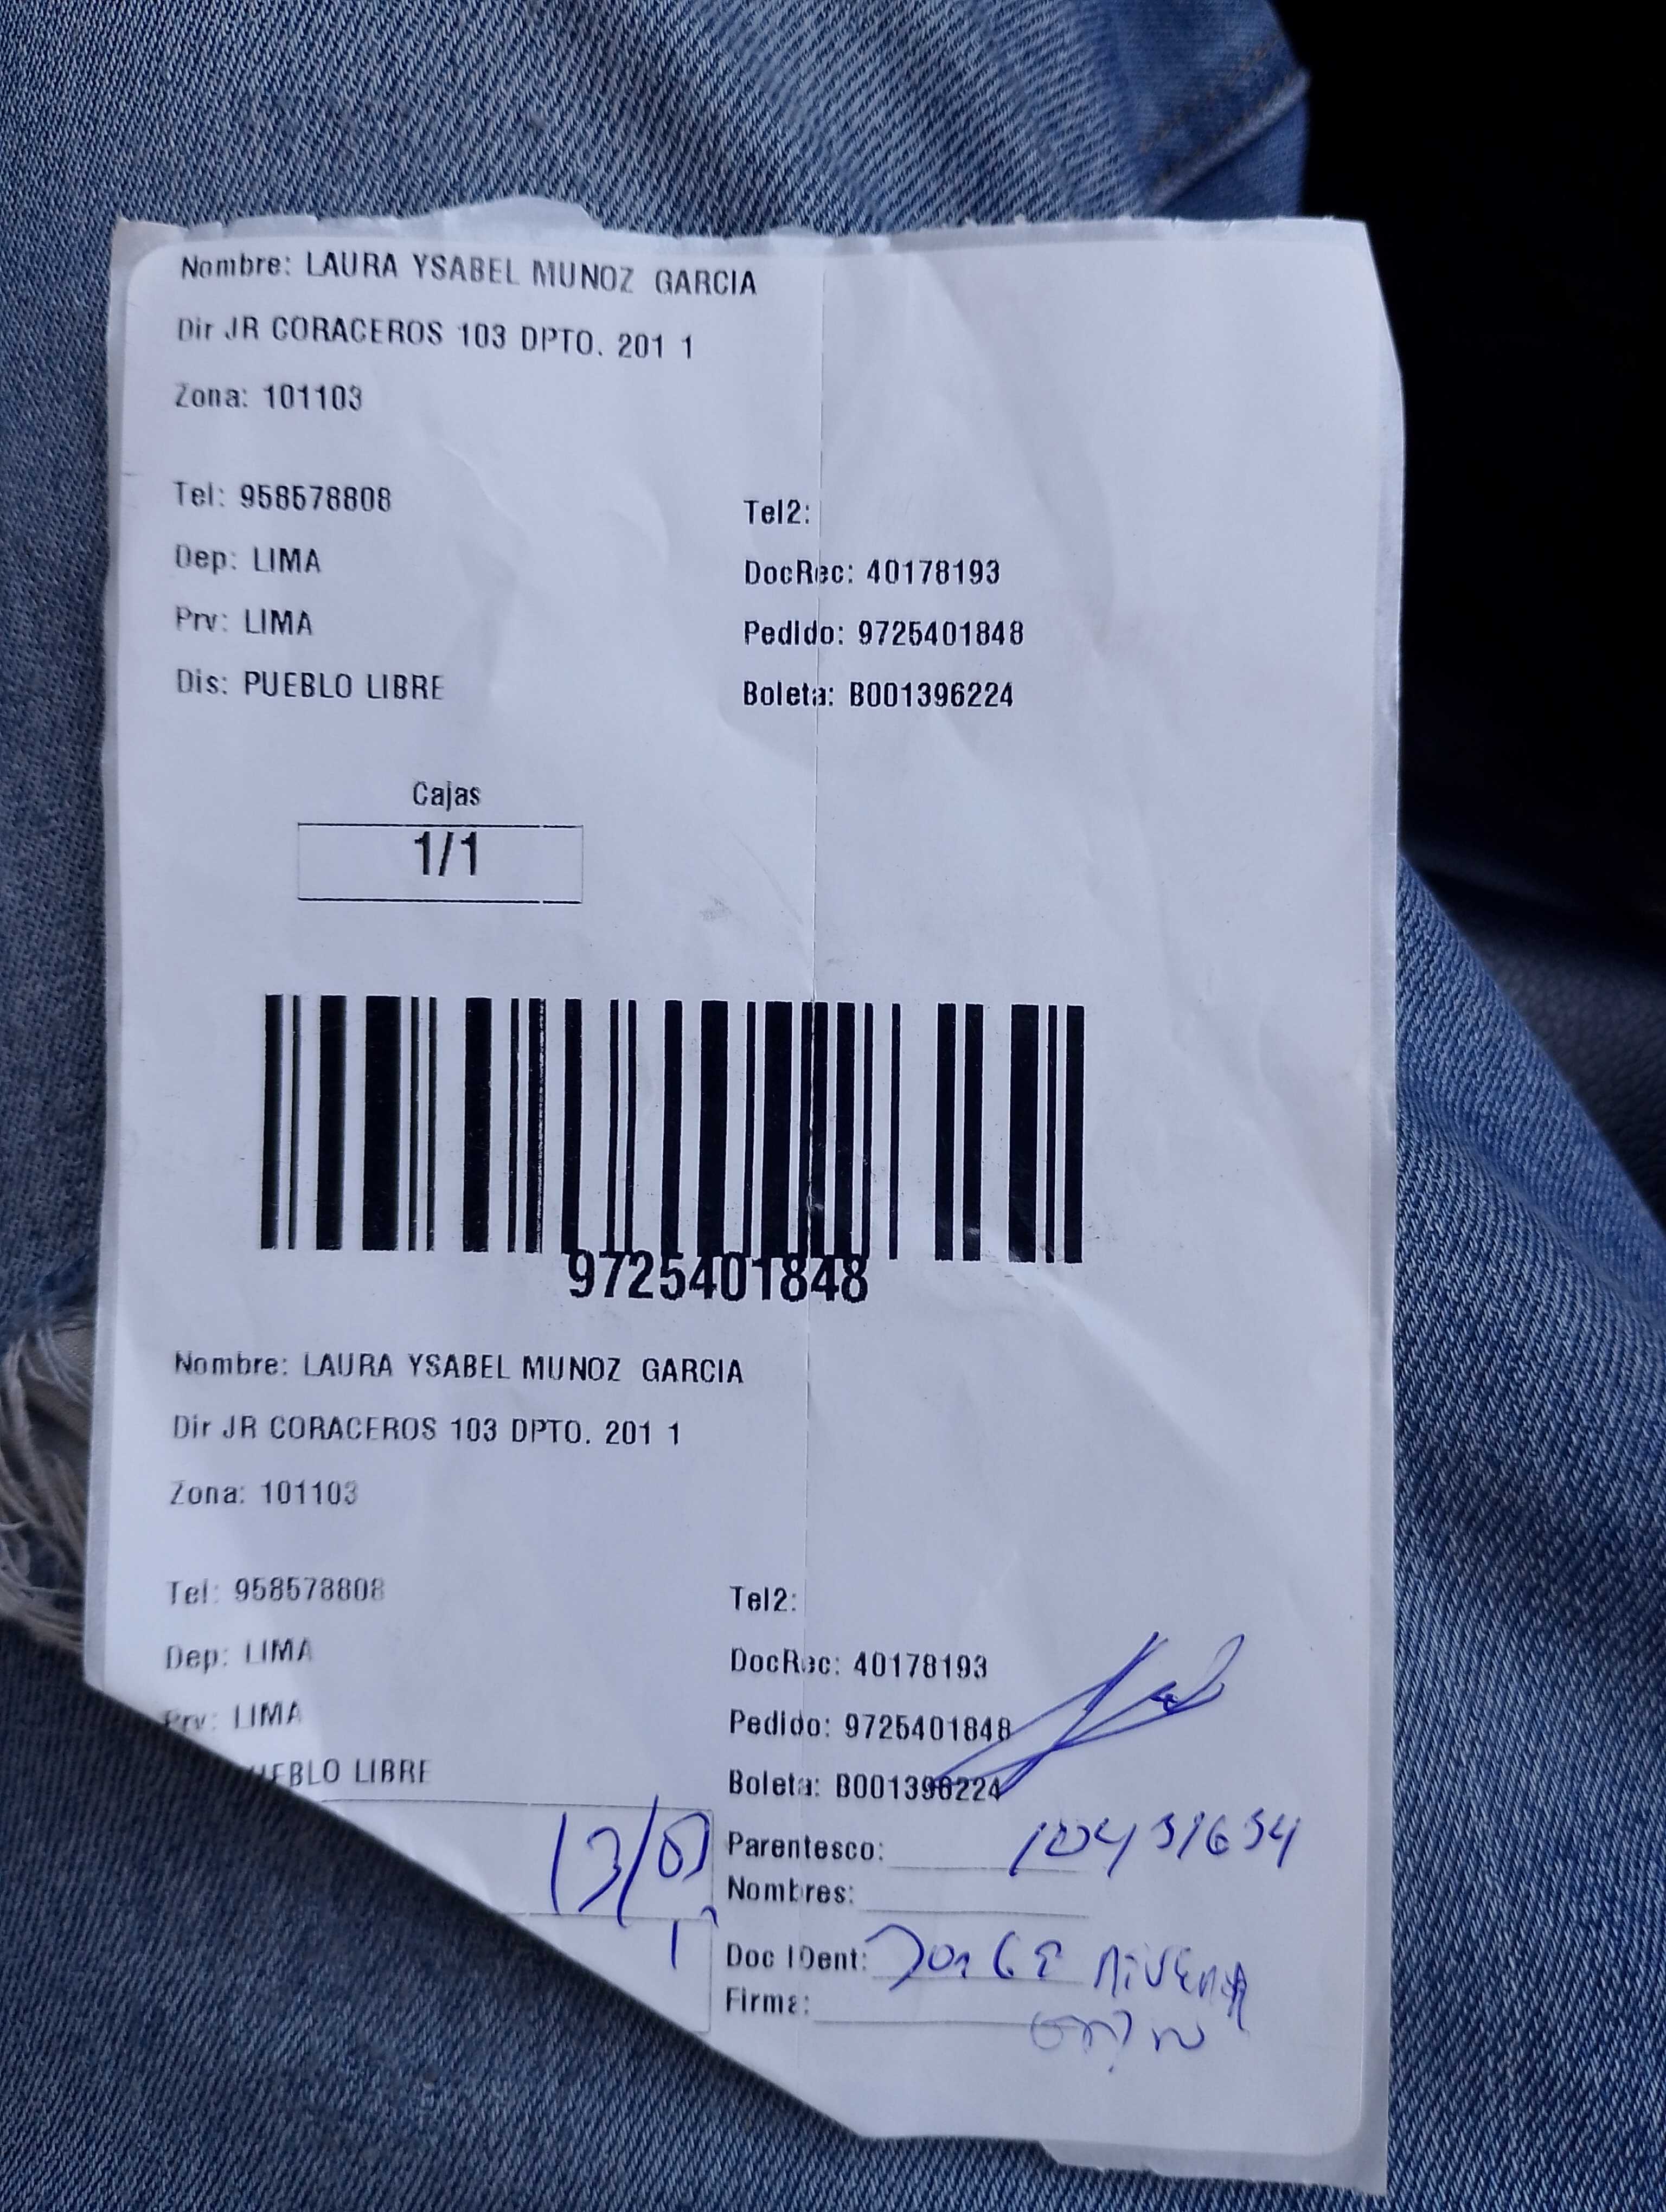 Nombre: LAURA YSABEL MUNOZ GARCIA
Dir JR CORACEROS 103 DPTO. 201 1
Zona: 101103
Tel: 958578808
Tel2:
Dep: LIMA
DocRec: 40178193
Prv: LIMA
Pedido: 9725401848
Dis: PUEBLO LIBRE
Boleta: B001396224
Cajas
1/1
9725401848
Nombre: LAURA YSABEL MUNOZ GARCIA
Dir JR CORACEROS 103 DPTO. 201 1
Zona: 101103
Tel: 958578808
Tel2:
Dep: LIMA
DocRec: 40178193
Prv: LIMA
Pedido: 9725401848
UEBLO LIBRE
Boleta: B001396224
Parentesco:
Nombres:
Doc IDent: JORGE RIVERA
Firma: